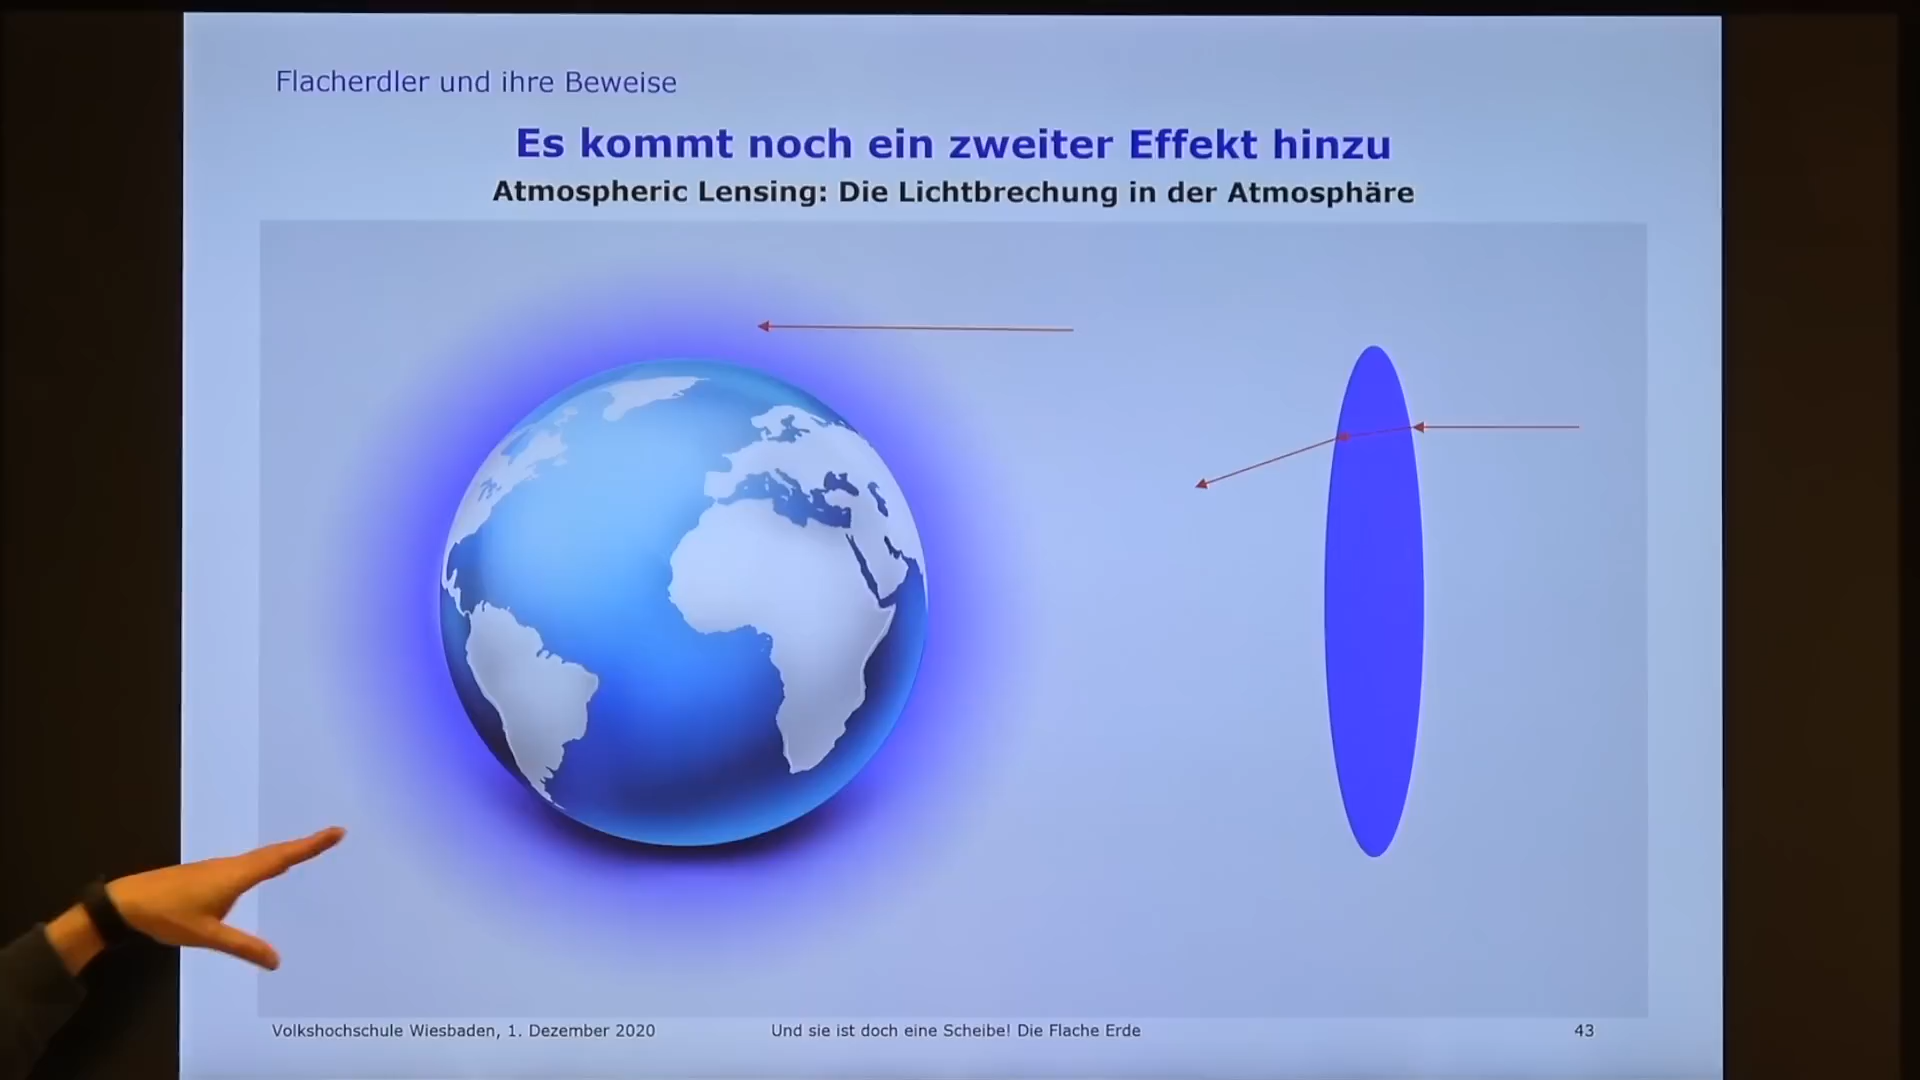 Flacherdler und ihre Beweise
Es kommt noch ein zweiter Effekt hinzu
Atmospheric Lensing: Die Lichtbrechung in der Atmosphäre
Volkshochschule Wiesbaden, 1. Dezember 2020
Und sie ist doch eine Scheibe! Die Flache Erde
43